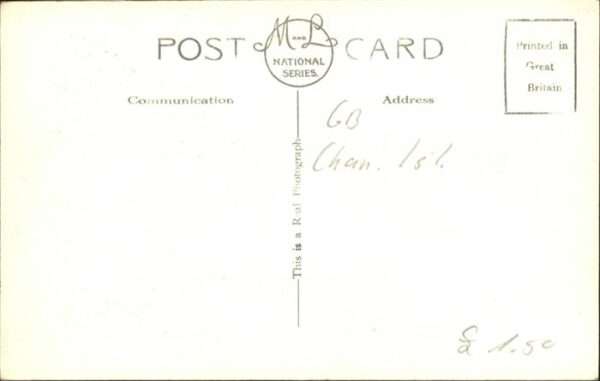 POST CARD
M AND L
NATIONAL
SERIES.
Printed in
Great
Britain
Communication
Address
This is a Real Photograph
GB
Chan. Isl.
£ 1.50